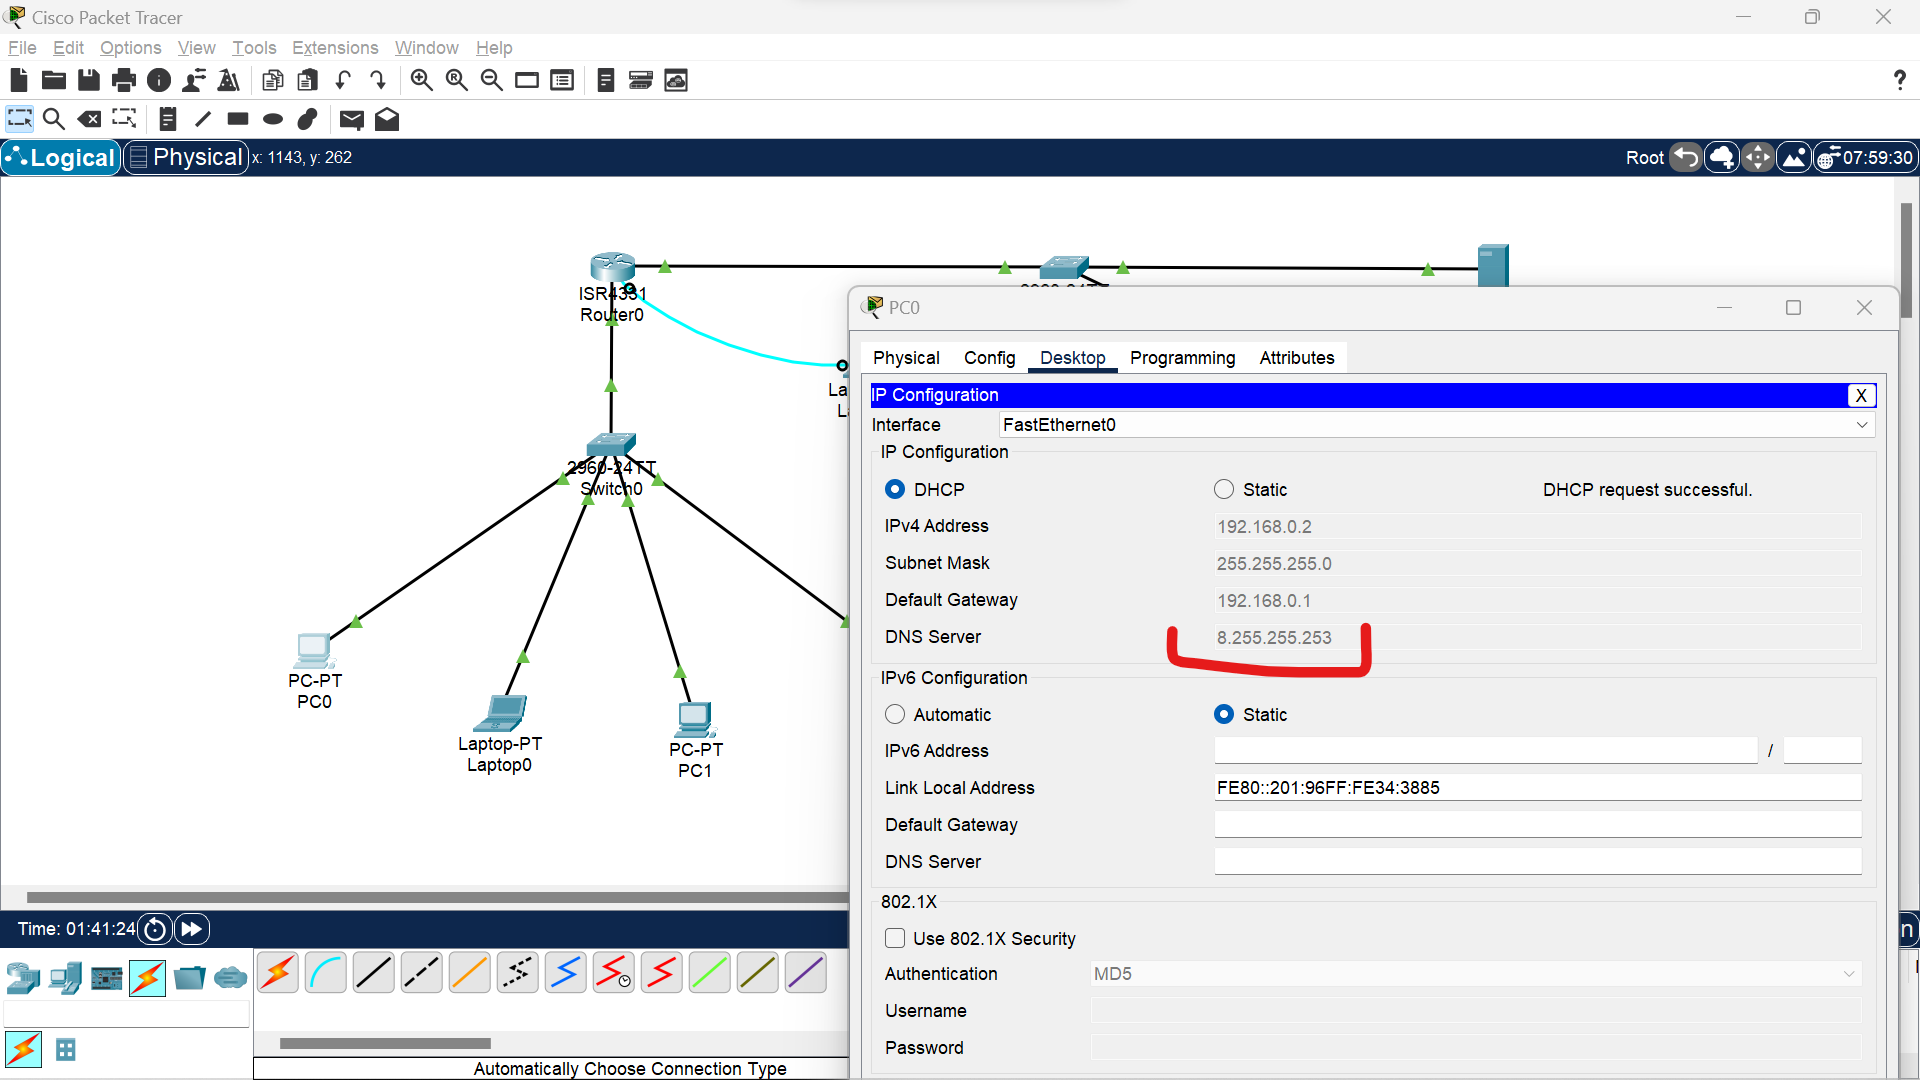 Cisco Packet Tracer
File Edit Options View Tools Extensions Window Help
Logical Physical x: 1143, y: 262 Root 07:59:30
ISR4331
Router0
2960-24TT
Switch0
PC-PT
PC0
Laptop-PT
Laptop0
PC-PT
PC1
La
L
PC0
Physical Config Desktop Programming Attributes
IP Configuration X
Interface FastEthernet0
IP Configuration
DHCP Static DHCP request successful.
IPv4 Address 192.168.0.2
Subnet Mask 255.255.255.0
Default Gateway 192.168.0.1
DNS Server 8.255.255.253
IPv6 Configuration
Automatic Static
IPv6 Address /
Link Local Address FE80::201:96FF:FE34:3885
Default Gateway
DNS Server
802.1X
Use 802.1X Security
Authentication MD5
Username
Password
Time: 01:41:24
n
Automatically Choose Connection Type